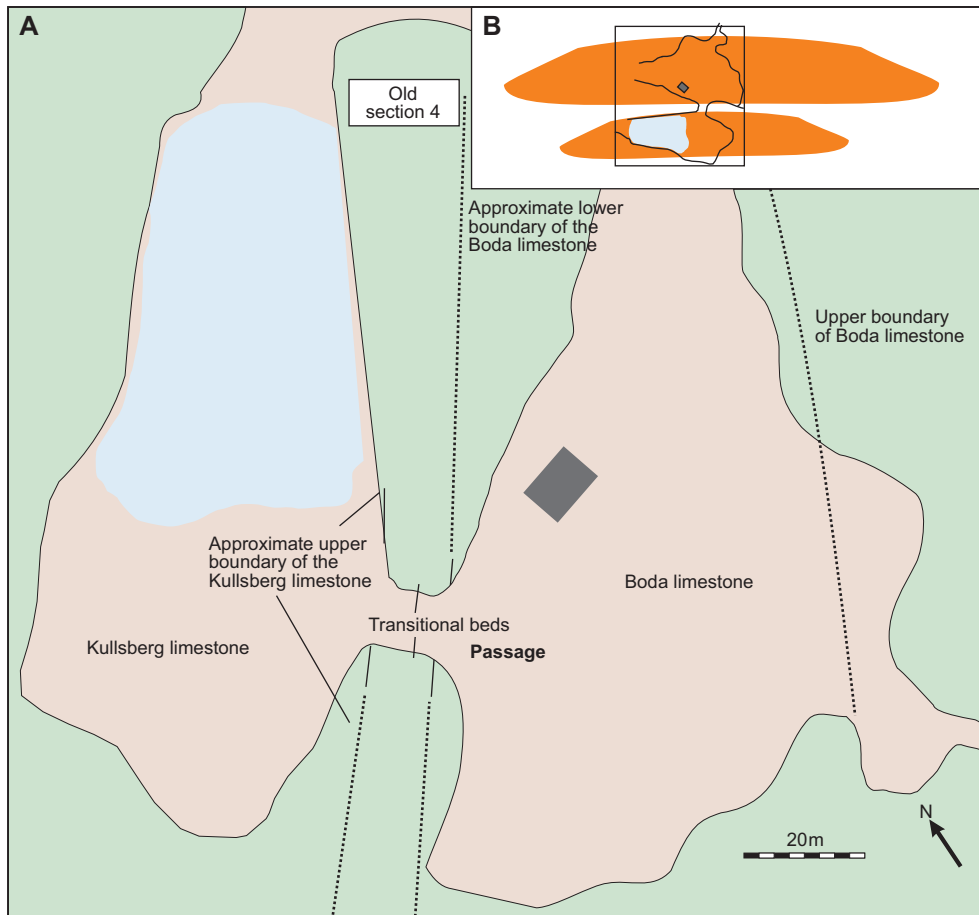 A
B
Old
section 4
Approximate lower
boundary of the
Boda limestone
Upper boundary
of Boda limestone
Approximate upper
boundary of the
Kullsberg limestone
Boda limestone
Transitional beds
Kullsberg limestone
Passage
N
20m